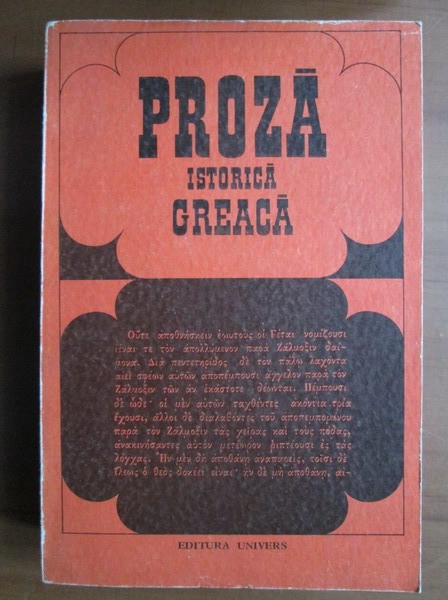 PROZĂ
ISTORICĂ
GREACĂ
Οὔτε ἀποθνήσκειν ἑωυτοὺς οἱ Γέται νομίζουσι
ἰέναι τε τὸν ἀπολλύμενον παρὰ Ζάλμοξιν δαί-
μονα. Διὰ πεντετηρίδος δὲ τὸν πάλῳ λαχόντα
αἰεὶ σφέων αὐτῶν ἀποπέμπουσι ἄγγελον παρὰ τὸν
Ζάλμοξιν τῶν ἂν ἑκάστοτε δέωνται. Πέμπουσι
δὲ ὧδε· οἱ μὲν αὐτῶν ταχθέντες ἀκόντια τρία
ἔχουσι, ἄλλοι δὲ διαλαβόντες τοῦ ἀποπεμπομένου
παρὰ τὸν Ζάλμοξιν τὰς χεῖρας καὶ τοὺς πόδας,
ἀνακινήσαντες αὐτὸν μετέωρον ῥιπτέουσι ἐς τὰς
λόγχας. Ἢν μὲν δὴ ἀποθάνῃ ἀναπαρείς, τοῖσι δὲ
ἵλεως ὁ θεὸς δοκέει εἶναι· ἢν δὲ μὴ ἀποθάνῃ, αἰ-
EDITURA UNIVERS